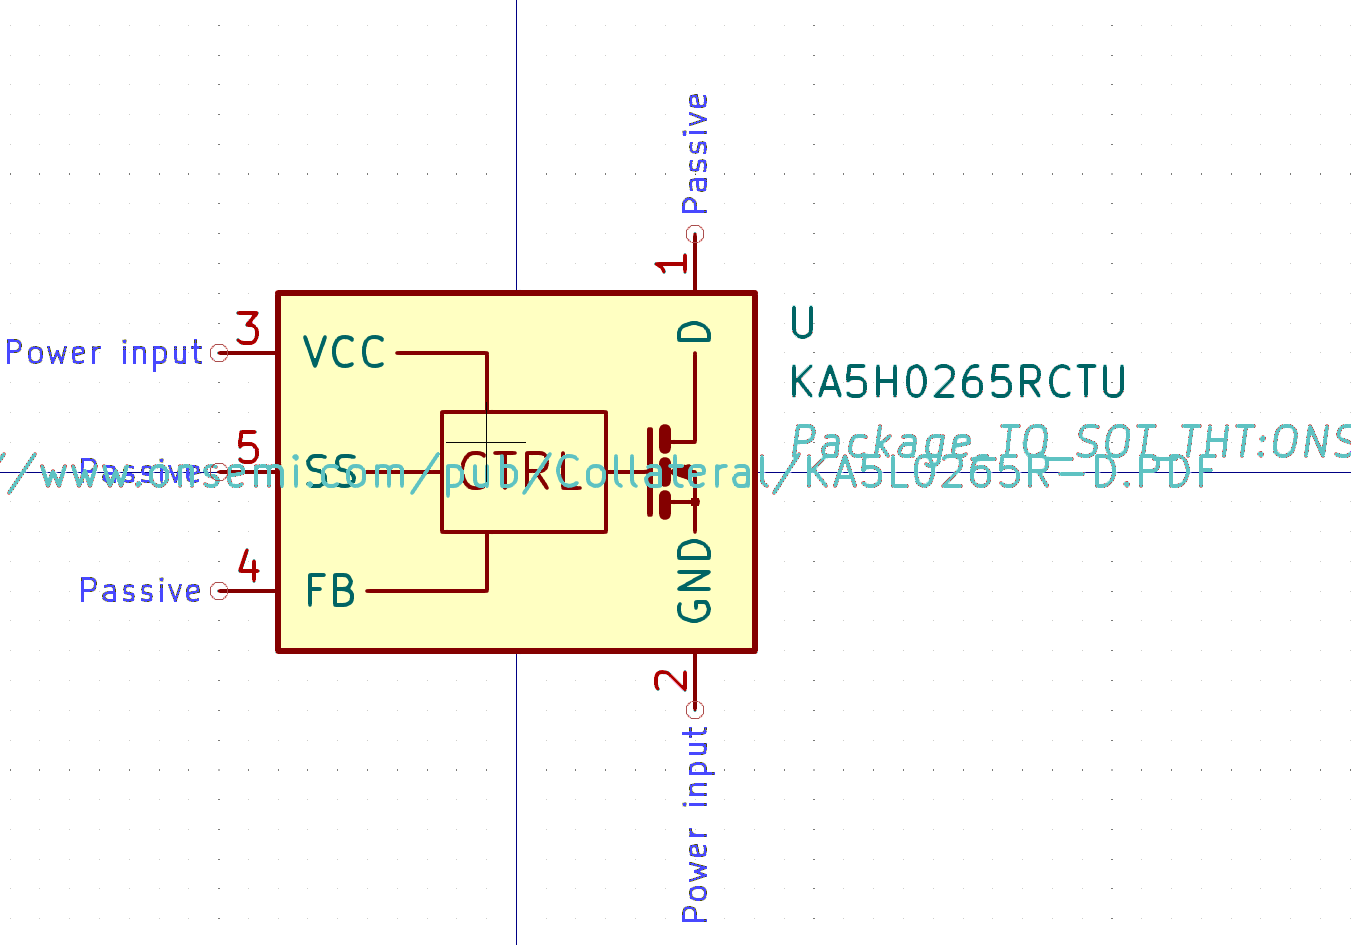 Passive
1
D
U
KA5H0265RCTU
Package_TO_SOT_THT:ONS
3
Power input
VCC
5
Passive
SS
CTRL
//www.onsemi.com/pub/Collateral/KA5L0265R-D.PDF
4
Passive
FB
GND
2
Power input